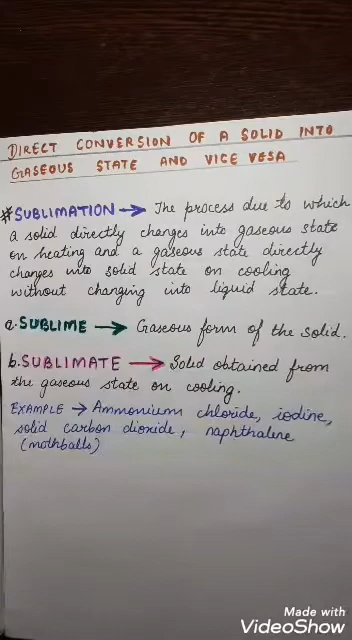 DIRECT CONVERSION OF A SOLID INTO
GASEOUS STATE AND VICE VESA
#SUBLIMATION → The process due to which
a solid directly changes into gaseous state
on heating and a gaseous state directly
changes into solid state on cooling
without changing into liquid state.
a. SUBLIME → Gaseous form of the solid.
b. SUBLIMATE → Solid obtained from
the gaseous state on cooling.
EXAMPLE → Ammonium chloride, iodine,
solid carbon dioxide, naphthalene
(mothballs)
Made with
VideoShow